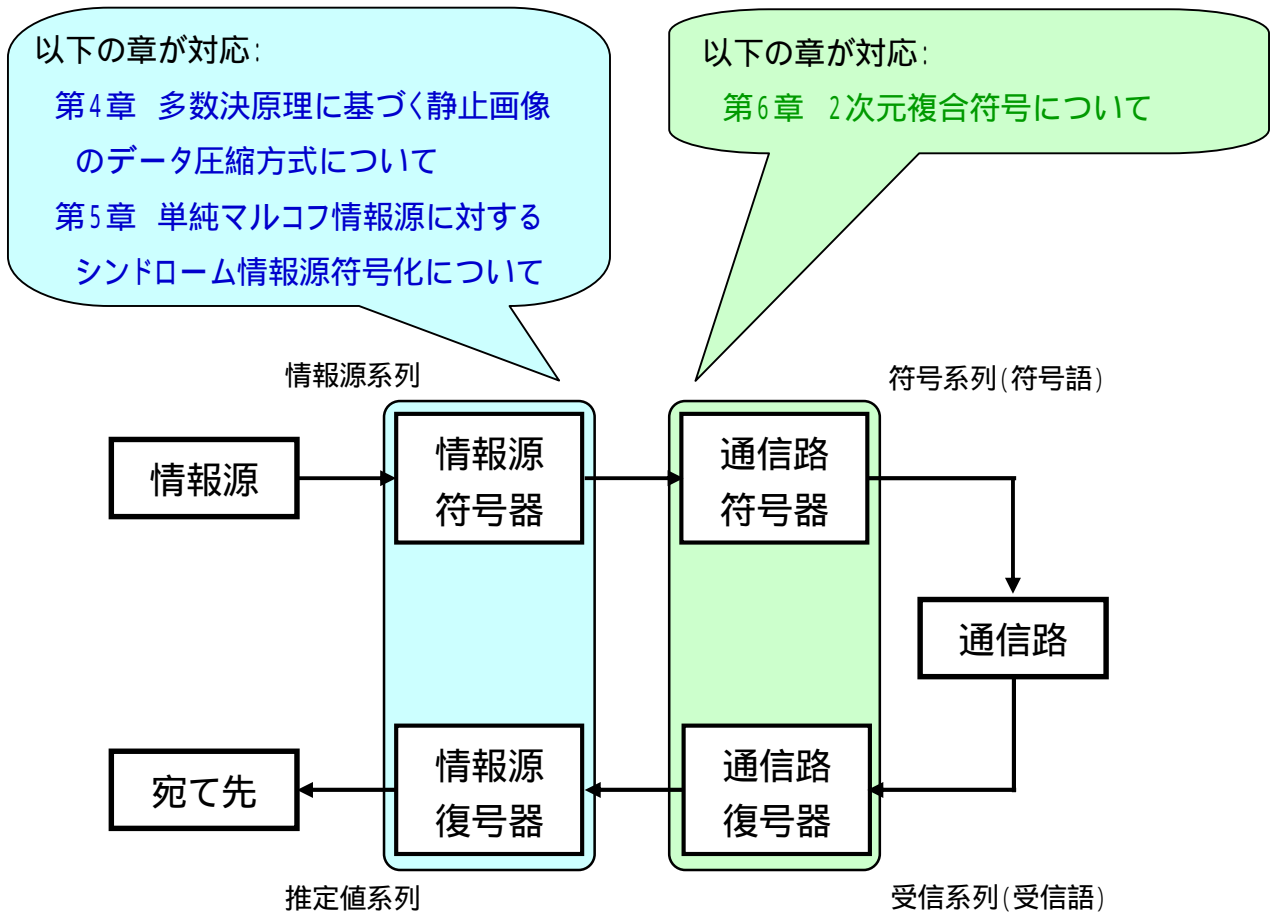 以下の章が対応:
第4章 多数決原理に基づく静止画像
のデータ圧縮方式について
第5章 単純マルコフ情報源に対する
シンドローム情報源符号化について
以下の章が対応:
第6章 2次元複合符号について
情報源系列
符号系列(符号語)
情報源
情報源
符号器
通信路
符号器
通信路
宛て先
情報源
復号器
通信路
復号器
推定値系列
受信系列(受信語)